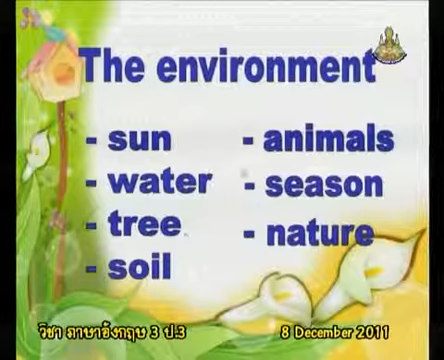 The environment
- sun
- water
- tree
- soil
- animals
- season
- nature
วิชา ภาษาอังกฤษ 3 ป.3
8 December 2011